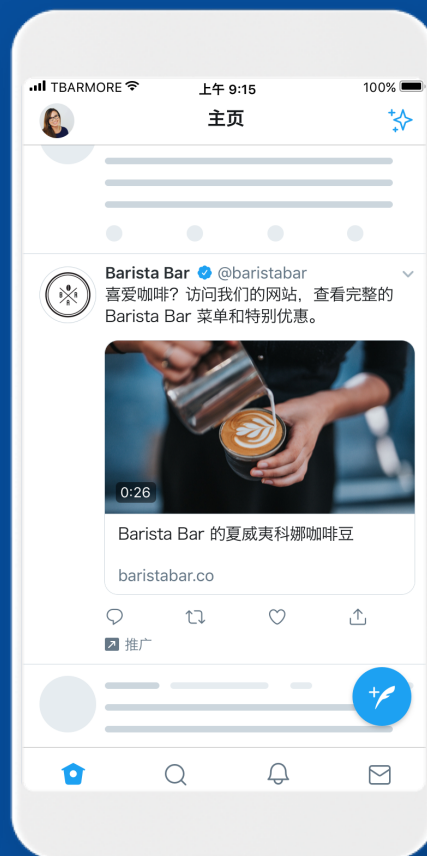 TBARMORE 上午 9:15 100%
主页
Barista Bar @baristabar
喜爱咖啡？访问我们的网站，查看完整的
Barista Bar 菜单和特别优惠。
0:26
Barista Bar 的夏威夷科娜咖啡豆
baristabar.co
推广